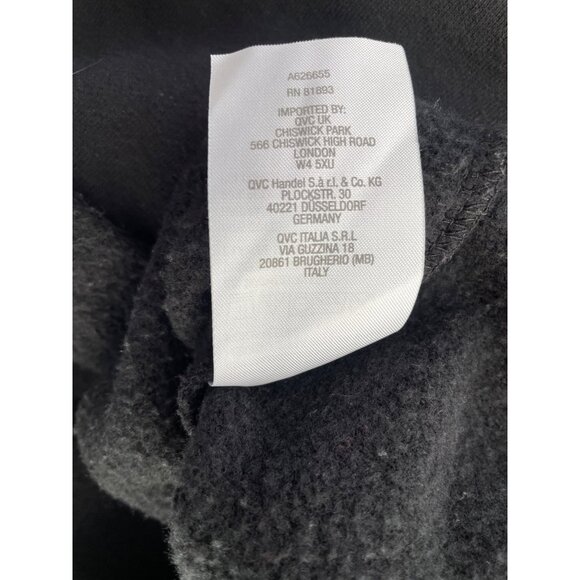 A626655
RN 81893
IMPORTED BY:
QVC UK
CHISWICK PARK
566 CHISWICK HIGH ROAD
LONDON
W4 5XU
QVC Handel S.à r.l. & Co. KG
PLOCKSTR. 30
40221 DÜSSELDORF
GERMANY
QVC ITALIA S.R.L
VIA GUZZINA 18
20861 BRUGHERIO (MB)
ITALY